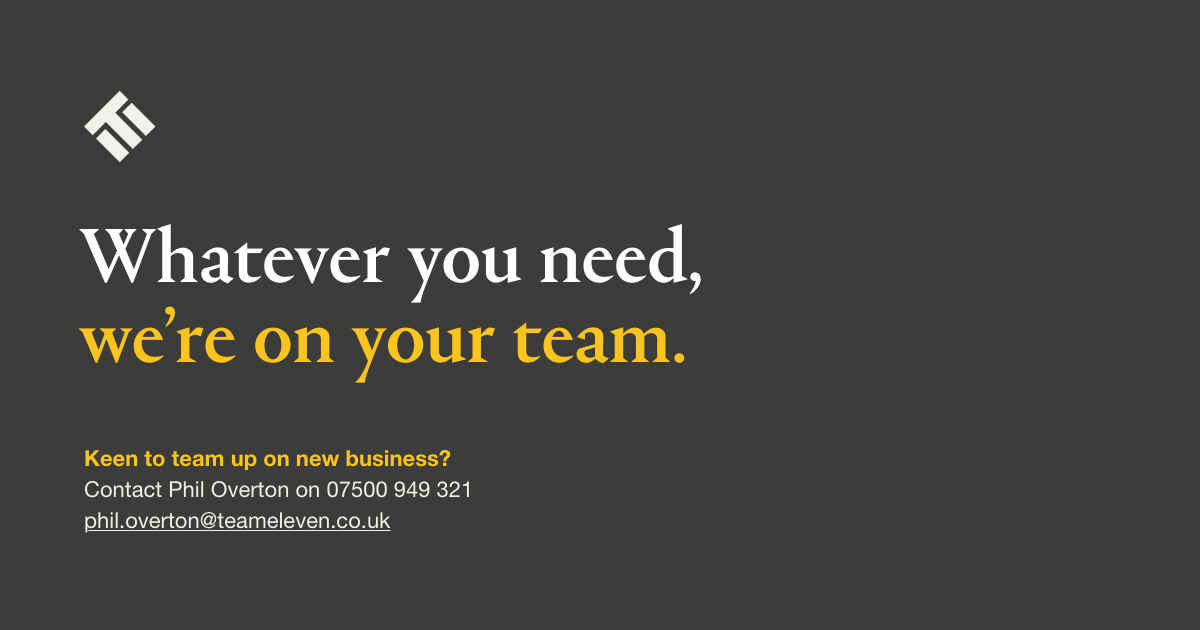 Whatever you need,
we’re on your team.
Keen to team up on new business?
Contact Phil Overton on 07500 949 321
phil.overton@teameleven.co.uk